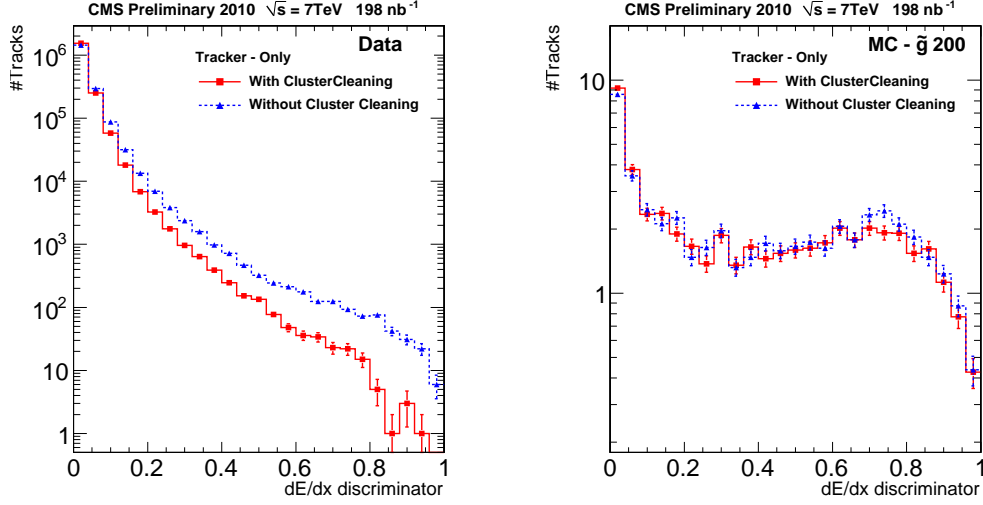 CMS Preliminary 2010 √s = 7TeV 198 nb⁻¹
#Tracks
Data
Tracker - Only
With ClusterCleaning
Without Cluster Cleaning
10⁶
10⁵
10⁴
10³
10²
10
1
0 0.2 0.4 0.6 0.8 1
dE/dx discriminator
CMS Preliminary 2010 √s = 7TeV 198 nb⁻¹
#Tracks
MC - g̃ 200
Tracker - Only
With ClusterCleaning
Without Cluster Cleaning
10
1
0 0.2 0.4 0.6 0.8 1
dE/dx discriminator